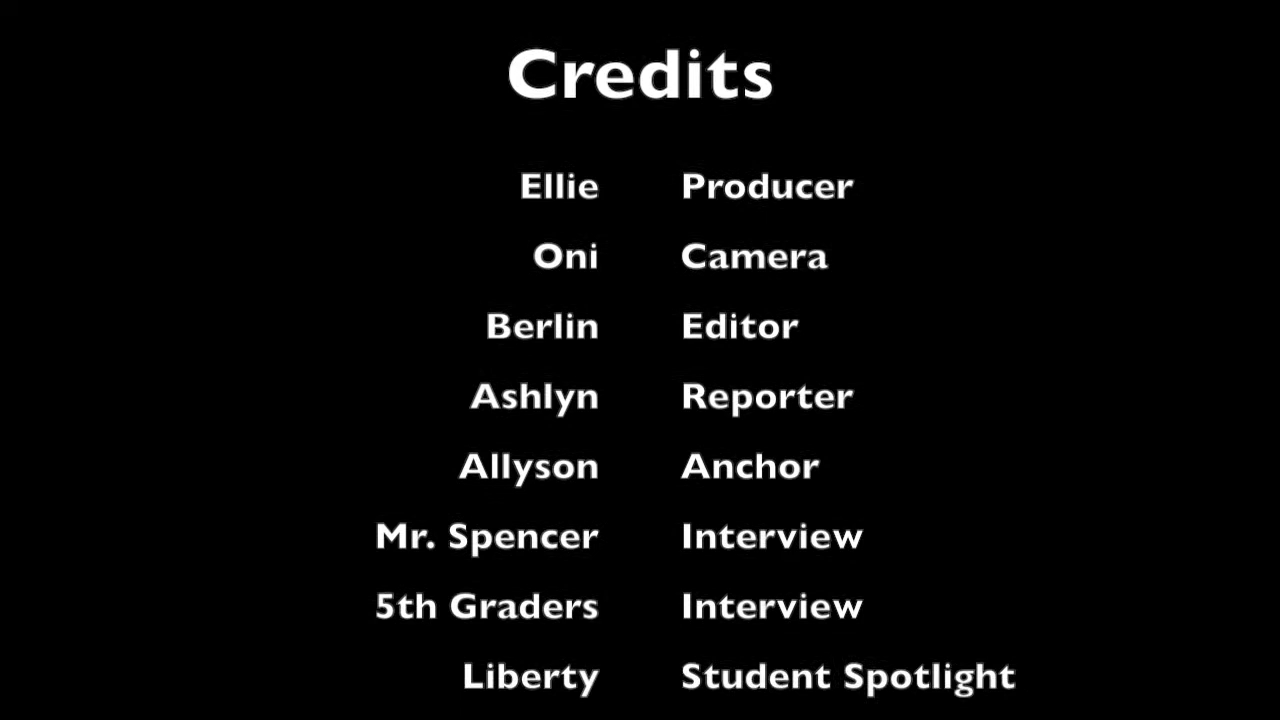 Credits
Ellie Producer
Oni Camera
Berlin Editor
Ashlyn Reporter
Allyson Anchor
Mr. Spencer Interview
5th Graders Interview
Liberty Student Spotlight